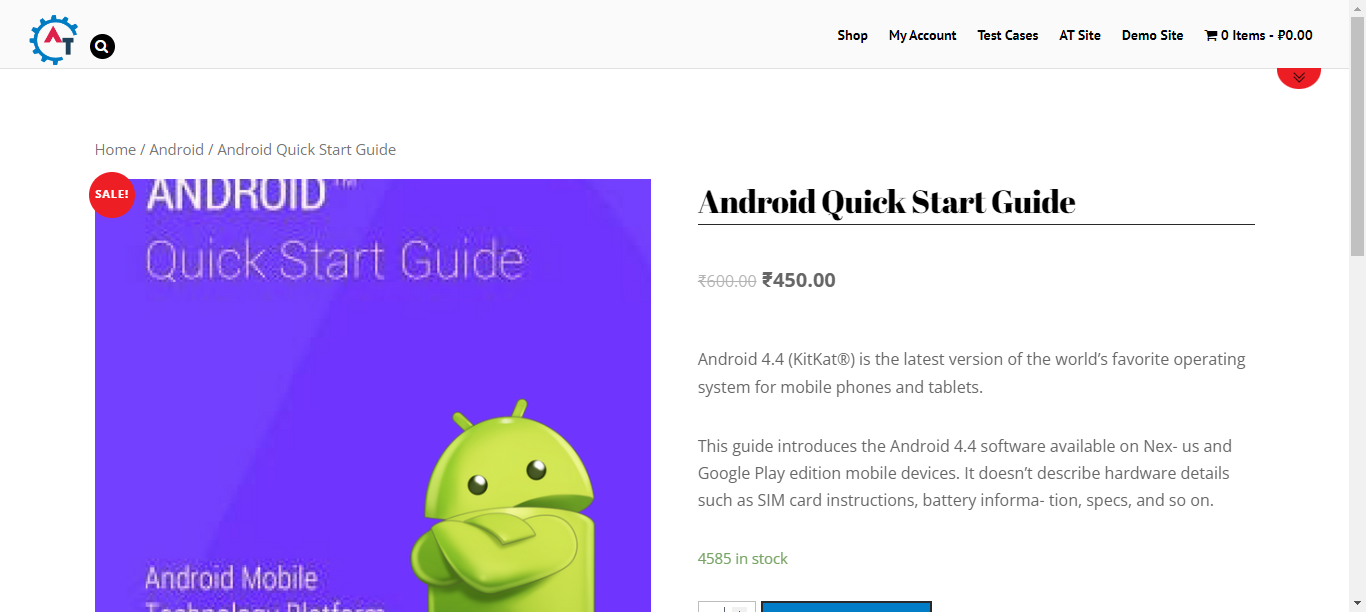 AT
Shop My Account Test Cases AT Site Demo Site 0 Items - ₽0.00
Home / Android / Android Quick Start Guide
SALE!
ANDROID™
Quick Start Guide
Android Mobile
Technology Platform
Android Quick Start Guide
₹600.00 ₹450.00
Android 4.4 (KitKat®) is the latest version of the world’s favorite operating
system for mobile phones and tablets.
This guide introduces the Android 4.4 software available on Nex- us and
Google Play edition mobile devices. It doesn’t describe hardware details
such as SIM card instructions, battery informa- tion, specs, and so on.
4585 in stock